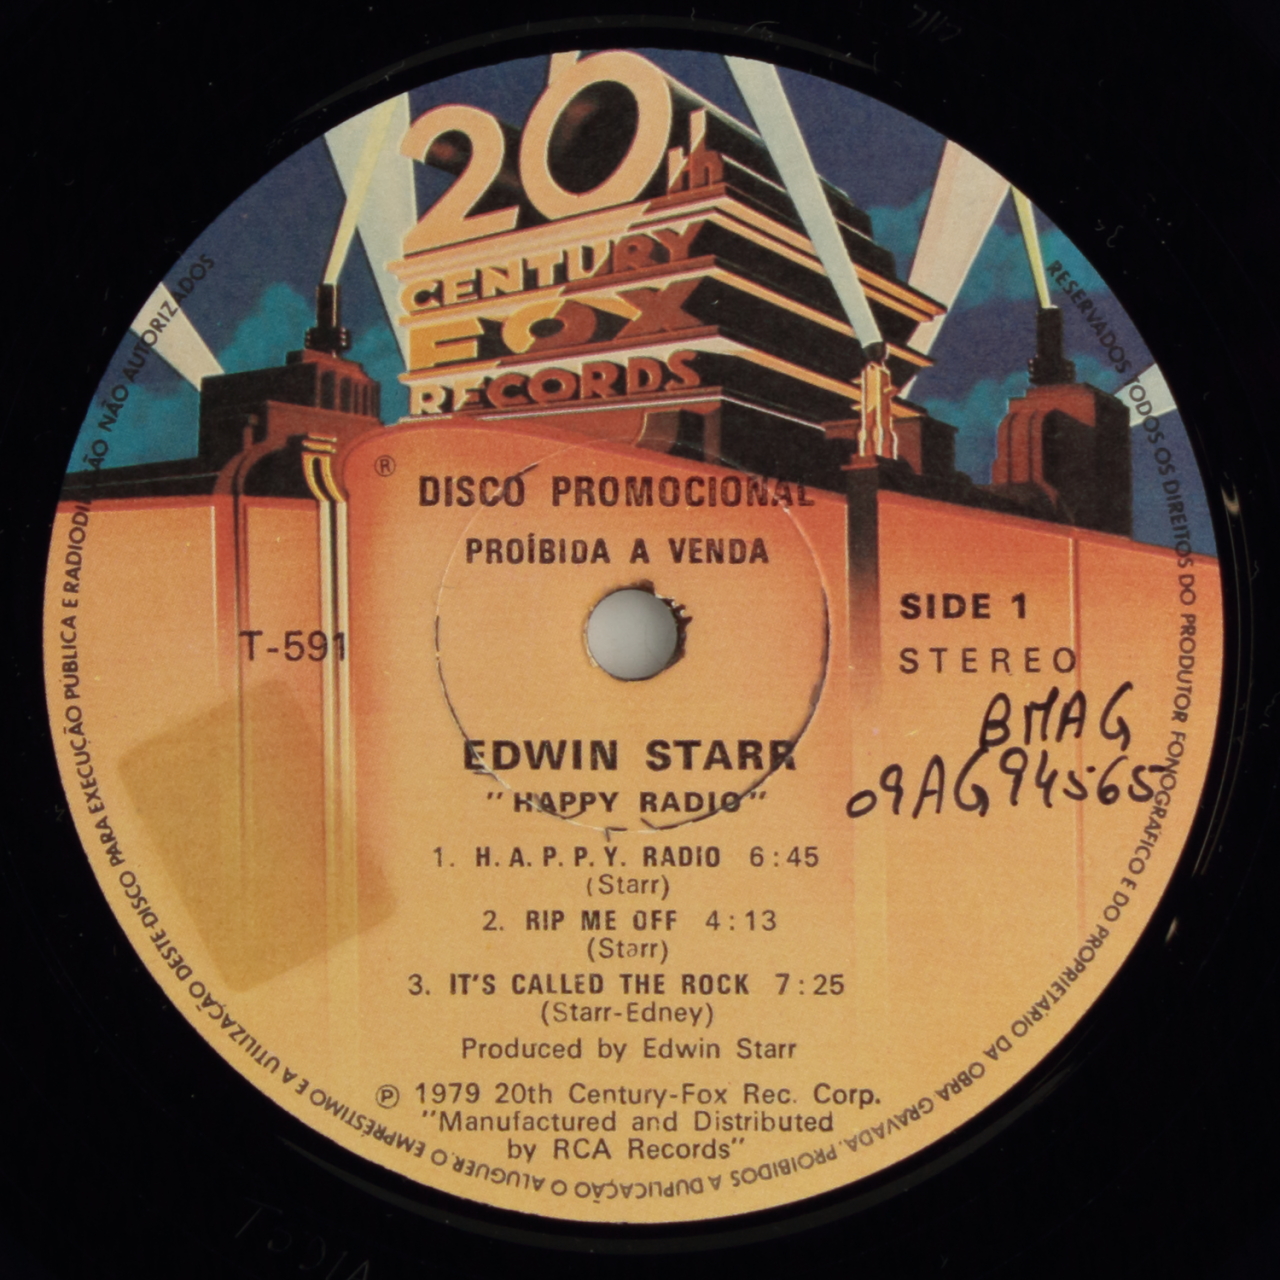 20th
CENTURY
FOX
RECORDS
®
DISCO PROMOCIONAL
PROÍBIDA A VENDA
T-591
SIDE 1
STEREO
BMAG
09AG94565
EDWIN STARR
"HAPPY RADIO"
1. H.A.P.P.Y. RADIO 6:45
(Starr)
2. RIP ME OFF 4:13
(Starr)
3. IT'S CALLED THE ROCK 7:25
(Starr-Edney)
Produced by Edwin Starr
℗ 1979 20th Century-Fox Rec. Corp.
"Manufactured and Distributed
by RCA Records"
RESERVADOS TODOS OS DIREITOS DO PRODUTOR FONOGRAFICO E DO PROPRIETARIO DA OBRA GRAVADA. PROIBIDOS A DUPLICAÇÃO O ALUGUER. O EMPRÉSTIMO E A UTILIZAÇÃO DESTE DISCO PARA EXECUÇÃO PUBLICA E RADIODIFUSÃO NÃO AUTORIZADOS